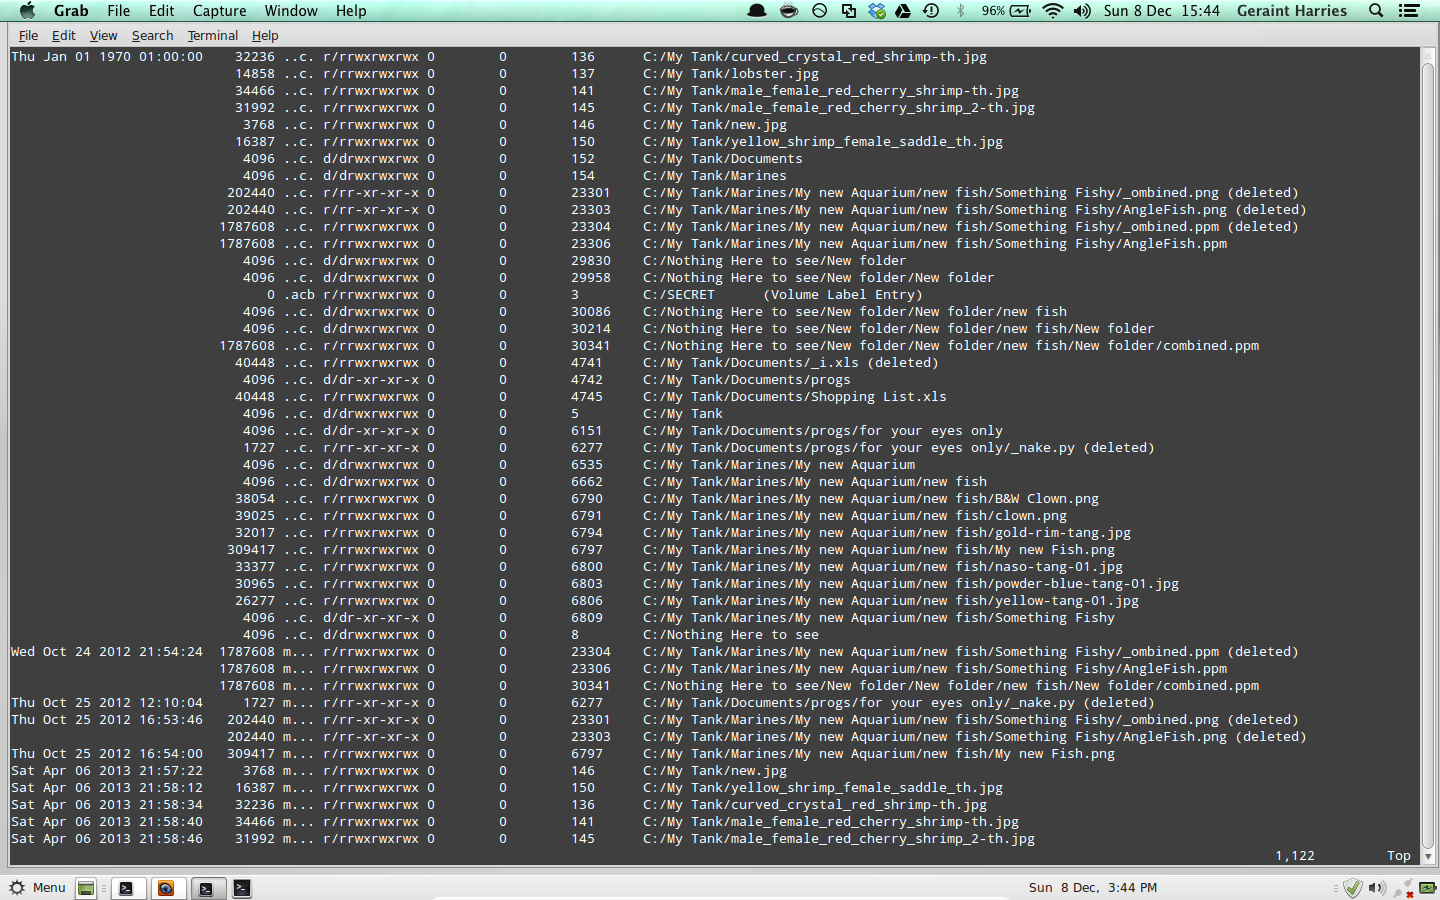 Grab File Edit Capture Window Help 96% Sun 8 Dec 15:44 Geraint Harries
File Edit View Search Terminal Help
Thu Jan 01 1970 01:00:00 32236 ..c. r/rrwxrwxrwx 0 0 136 C:/My Tank/curved_crystal_red_shrimp-th.jpg
14858 ..c. r/rrwxrwxrwx 0 0 137 C:/My Tank/lobster.jpg
34466 ..c. r/rrwxrwxrwx 0 0 141 C:/My Tank/male_female_red_cherry_shrimp-th.jpg
31992 ..c. r/rrwxrwxrwx 0 0 145 C:/My Tank/male_female_red_cherry_shrimp_2-th.jpg
3768 ..c. r/rrwxrwxrwx 0 0 146 C:/My Tank/new.jpg
16387 ..c. r/rrwxrwxrwx 0 0 150 C:/My Tank/yellow_shrimp_female_saddle_th.jpg
4096 ..c. d/drwxrwxrwx 0 0 152 C:/My Tank/Documents
4096 ..c. d/drwxrwxrwx 0 0 154 C:/My Tank/Marines
202440 ..c. r/rr-xr-xr-x 0 0 23301 C:/My Tank/Marines/My new Aquarium/new fish/Something Fishy/_ombined.png (deleted)
202440 ..c. r/rr-xr-xr-x 0 0 23303 C:/My Tank/Marines/My new Aquarium/new fish/Something Fishy/AngleFish.png (deleted)
1787608 ..c. r/rrwxrwxrwx 0 0 23304 C:/My Tank/Marines/My new Aquarium/new fish/Something Fishy/_ombined.ppm (deleted)
1787608 ..c. r/rrwxrwxrwx 0 0 23306 C:/My Tank/Marines/My new Aquarium/new fish/Something Fishy/AngleFish.ppm
4096 ..c. d/drwxrwxrwx 0 0 29830 C:/Nothing Here to see/New folder
4096 ..c. d/drwxrwxrwx 0 0 29958 C:/Nothing Here to see/New folder/New folder
0 .acb r/rrwxrwxrwx 0 0 3 C:/SECRET (Volume Label Entry)
4096 ..c. d/drwxrwxrwx 0 0 30086 C:/Nothing Here to see/New folder/New folder/new fish
4096 ..c. d/drwxrwxrwx 0 0 30214 C:/Nothing Here to see/New folder/New folder/new fish/New folder
1787608 ..c. r/rrwxrwxrwx 0 0 30341 C:/Nothing Here to see/New folder/New folder/new fish/New folder/combined.ppm
40448 ..c. r/rrwxrwxrwx 0 0 4741 C:/My Tank/Documents/_i.xls (deleted)
4096 ..c. d/dr-xr-xr-x 0 0 4742 C:/My Tank/Documents/progs
40448 ..c. r/rrwxrwxrwx 0 0 4745 C:/My Tank/Documents/Shopping List.xls
4096 ..c. d/drwxrwxrwx 0 0 5 C:/My Tank
4096 ..c. d/dr-xr-xr-x 0 0 6151 C:/My Tank/Documents/progs/for your eyes only
1727 ..c. r/rr-xr-xr-x 0 0 6277 C:/My Tank/Documents/progs/for your eyes only/_nake.py (deleted)
4096 ..c. d/drwxrwxrwx 0 0 6535 C:/My Tank/Marines/My new Aquarium
4096 ..c. d/drwxrwxrwx 0 0 6662 C:/My Tank/Marines/My new Aquarium/new fish
38054 ..c. r/rrwxrwxrwx 0 0 6790 C:/My Tank/Marines/My new Aquarium/new fish/B&W Clown.png
39025 ..c. r/rrwxrwxrwx 0 0 6791 C:/My Tank/Marines/My new Aquarium/new fish/clown.png
32017 ..c. r/rrwxrwxrwx 0 0 6794 C:/My Tank/Marines/My new Aquarium/new fish/gold-rim-tang.jpg
309417 ..c. r/rrwxrwxrwx 0 0 6797 C:/My Tank/Marines/My new Aquarium/new fish/My new Fish.png
33377 ..c. r/rrwxrwxrwx 0 0 6800 C:/My Tank/Marines/My new Aquarium/new fish/naso-tang-01.jpg
30965 ..c. r/rrwxrwxrwx 0 0 6803 C:/My Tank/Marines/My new Aquarium/new fish/powder-blue-tang-01.jpg
26277 ..c. r/rrwxrwxrwx 0 0 6806 C:/My Tank/Marines/My new Aquarium/new fish/yellow-tang-01.jpg
4096 ..c. d/dr-xr-xr-x 0 0 6809 C:/My Tank/Marines/My new Aquarium/new fish/Something Fishy
4096 ..c. d/drwxrwxrwx 0 0 8 C:/Nothing Here to see
Wed Oct 24 2012 21:54:24 1787608 m... r/rrwxrwxrwx 0 0 23304 C:/My Tank/Marines/My new Aquarium/new fish/Something Fishy/_ombined.ppm (deleted)
1787608 m... r/rrwxrwxrwx 0 0 23306 C:/My Tank/Marines/My new Aquarium/new fish/Something Fishy/AngleFish.ppm
1787608 m... r/rrwxrwxrwx 0 0 30341 C:/Nothing Here to see/New folder/New folder/new fish/New folder/combined.ppm
Thu Oct 25 2012 12:10:04 1727 m... r/rr-xr-xr-x 0 0 6277 C:/My Tank/Documents/progs/for your eyes only/_nake.py (deleted)
Thu Oct 25 2012 16:53:46 202440 m... r/rr-xr-xr-x 0 0 23301 C:/My Tank/Marines/My new Aquarium/new fish/Something Fishy/_ombined.png (deleted)
202440 m... r/rr-xr-xr-x 0 0 23303 C:/My Tank/Marines/My new Aquarium/new fish/Something Fishy/AngleFish.png (deleted)
Thu Oct 25 2012 16:54:00 309417 m... r/rrwxrwxrwx 0 0 6797 C:/My Tank/Marines/My new Aquarium/new fish/My new Fish.png
Sat Apr 06 2013 21:57:22 3768 m... r/rrwxrwxrwx 0 0 146 C:/My Tank/new.jpg
Sat Apr 06 2013 21:58:12 16387 m... r/rrwxrwxrwx 0 0 150 C:/My Tank/yellow_shrimp_female_saddle_th.jpg
Sat Apr 06 2013 21:58:34 32236 m... r/rrwxrwxrwx 0 0 136 C:/My Tank/curved_crystal_red_shrimp-th.jpg
Sat Apr 06 2013 21:58:40 34466 m... r/rrwxrwxrwx 0 0 141 C:/My Tank/male_female_red_cherry_shrimp-th.jpg
Sat Apr 06 2013 21:58:46 31992 m... r/rrwxrwxrwx 0 0 145 C:/My Tank/male_female_red_cherry_shrimp_2-th.jpg
1,122 Top
Menu Sun 8 Dec, 3:44 PM